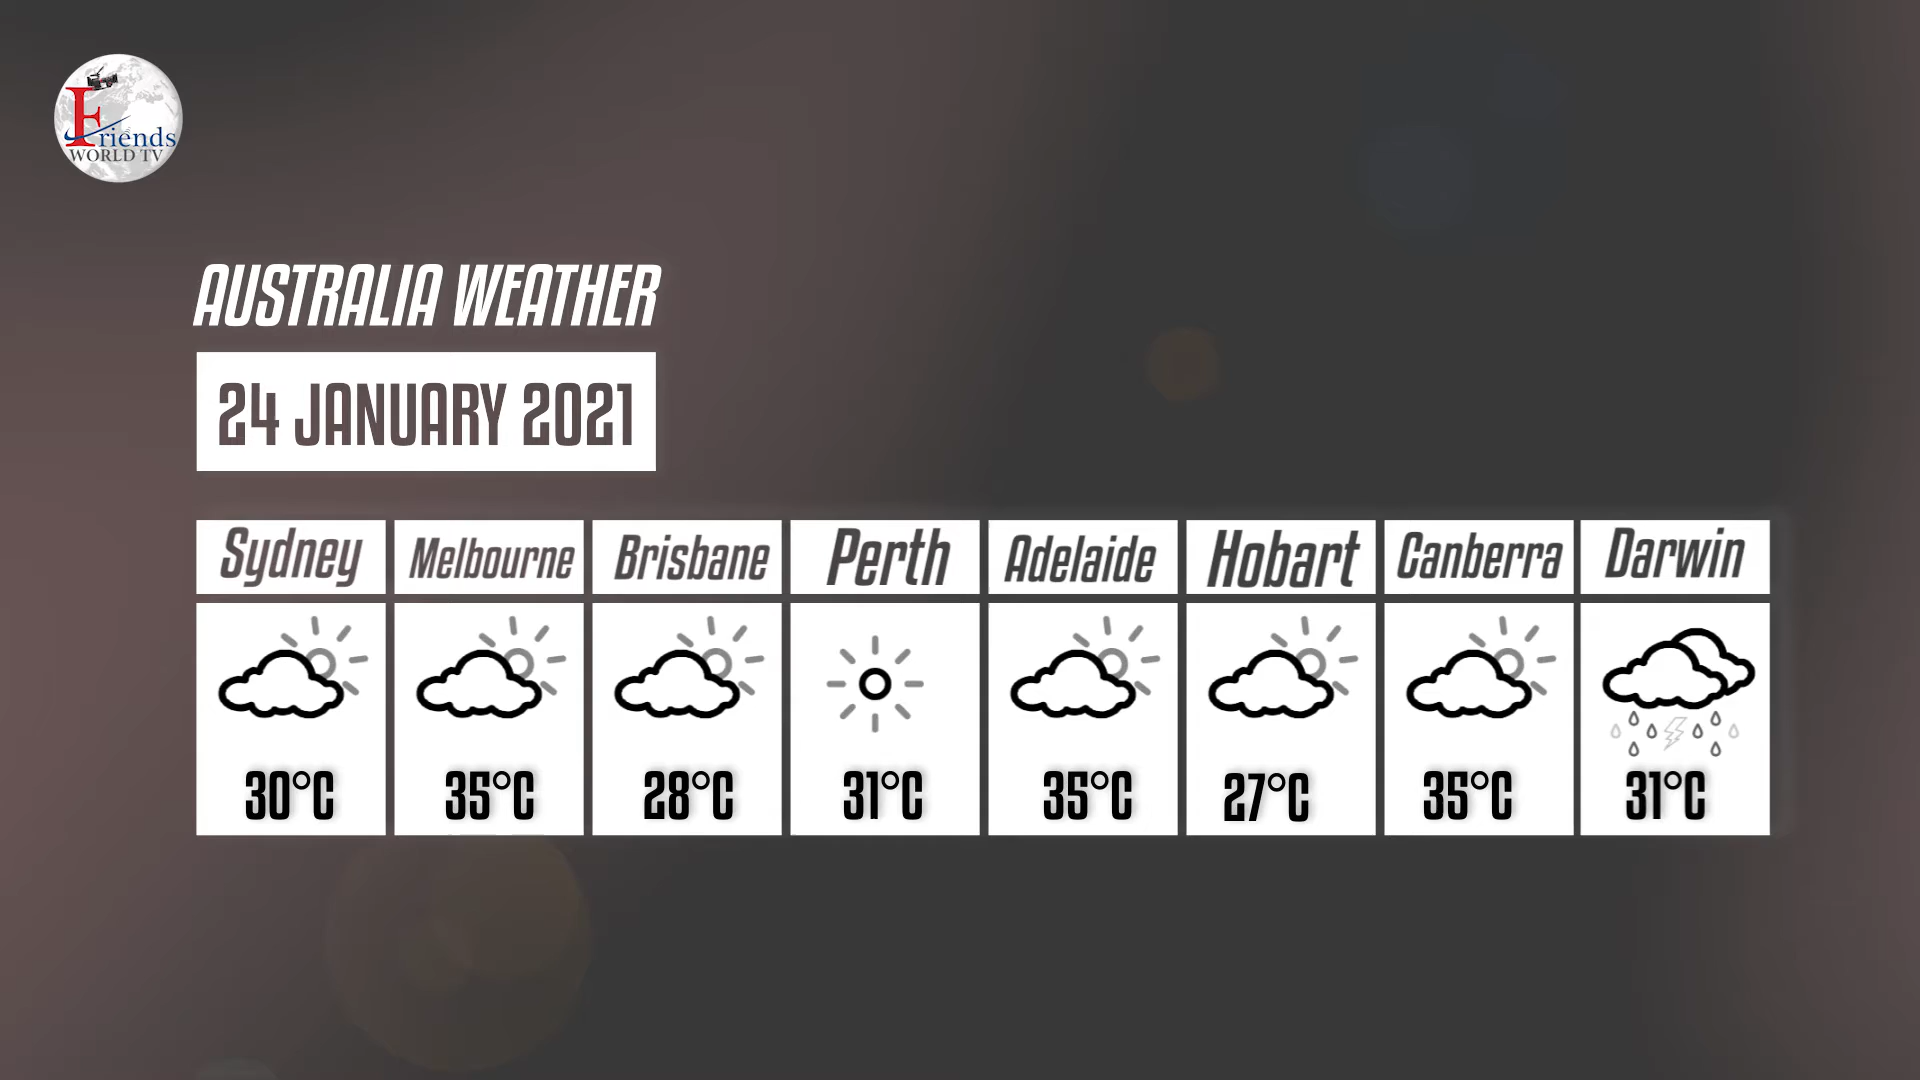 Friends
WORLD TV
AUSTRALIA WEATHER
24 JANUARY 2021
Sydney Melbourne Brisbane Perth Adelaide Hobart Canberra Darwin
30°C 35°C 28°C 31°C 35°C 27°C 35°C 31°C